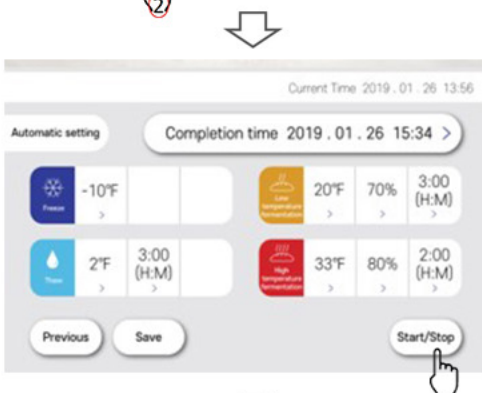 2
Current Time 2019 . 01 . 26 13:56
Automatic setting
Completion time 2019 . 01 . 26 15:34 >
Freeze
-10°F
>
Low temperature fermentation
20°F
>
70%
>
3:00
(H:M)
>
Thaw
2°F
>
3:00
(H:M)
>
High temperature fermentation
33°F
>
80%
>
2:00
(H:M)
>
Previous
Save
Start/Stop